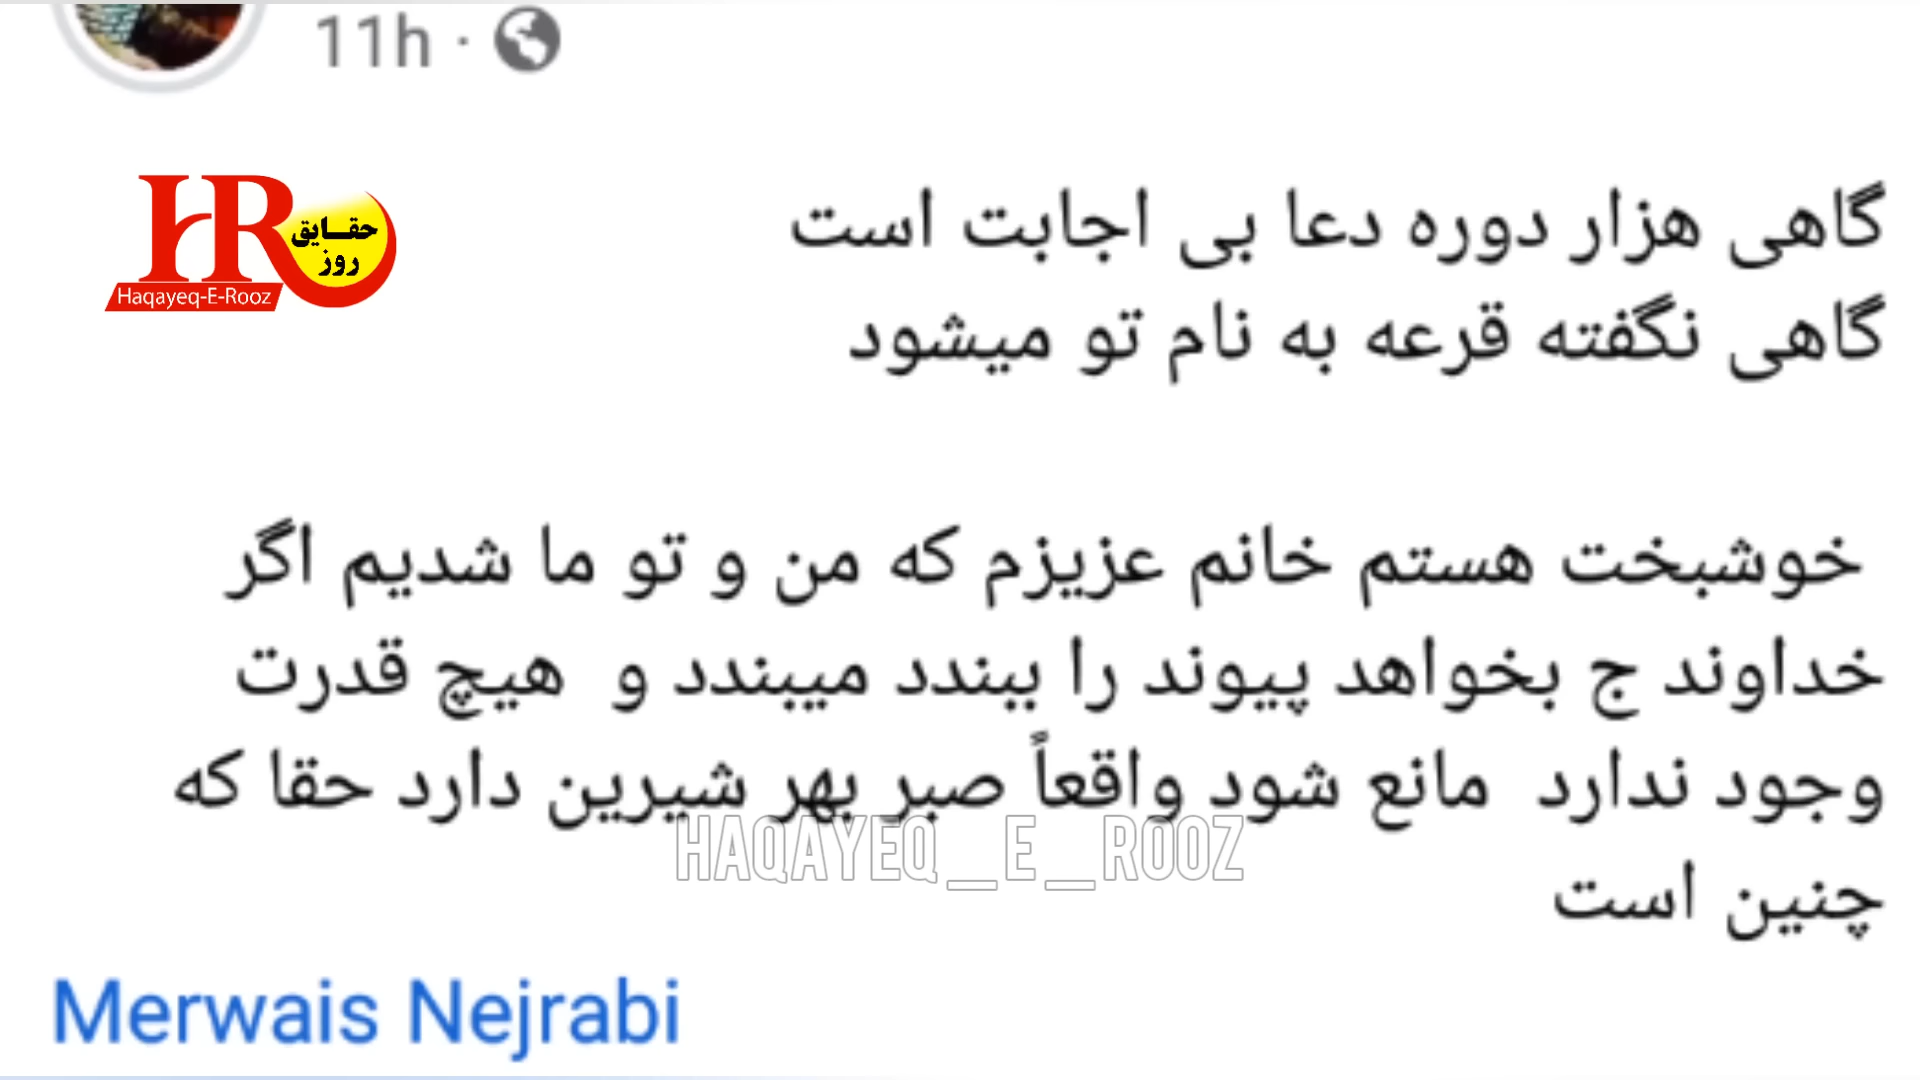 11h ·
HR
حقایق
روز
Haqayeq-E-Rooz
گاهی هزار دوره دعا بی اجابت است
گاهی نگفته قرعه به نام تو میشود
خوشبخت هستم خانم عزیزم که من و تو ما شدیم اگر
خداوند ج بخواهد پیوند را ببندد میبندد و هیچ قدرت
وجود ندارد مانع شود واقعاً صبر بهر شیرین دارد حقا که
HAQAYEQ_E_ROOZ
چنین است
Merwais Nejrabi